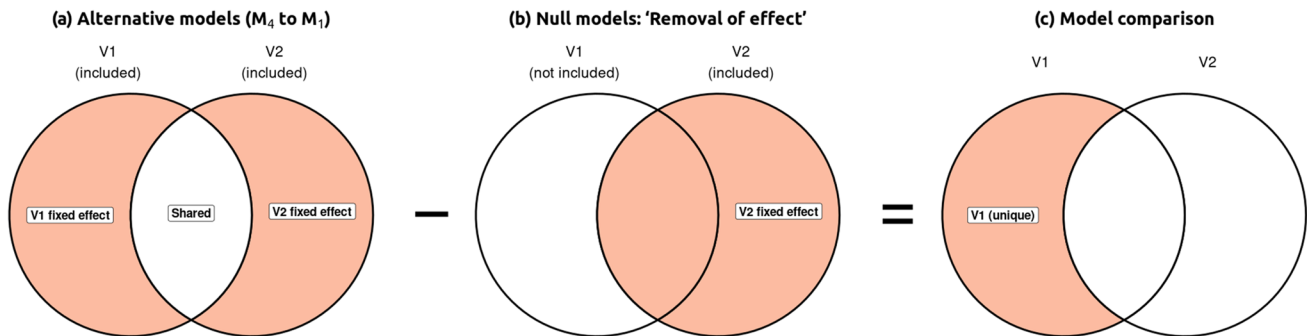 (a) Alternative models (M₄ to M₁)
V1
(included)
V2
(included)
V1 fixed effect
Shared
V2 fixed effect
(b) Null models: ‘Removal of effect’
V1
(not included)
V2
(included)
V2 fixed effect
(c) Model comparison
V1
V2
V1 (unique)